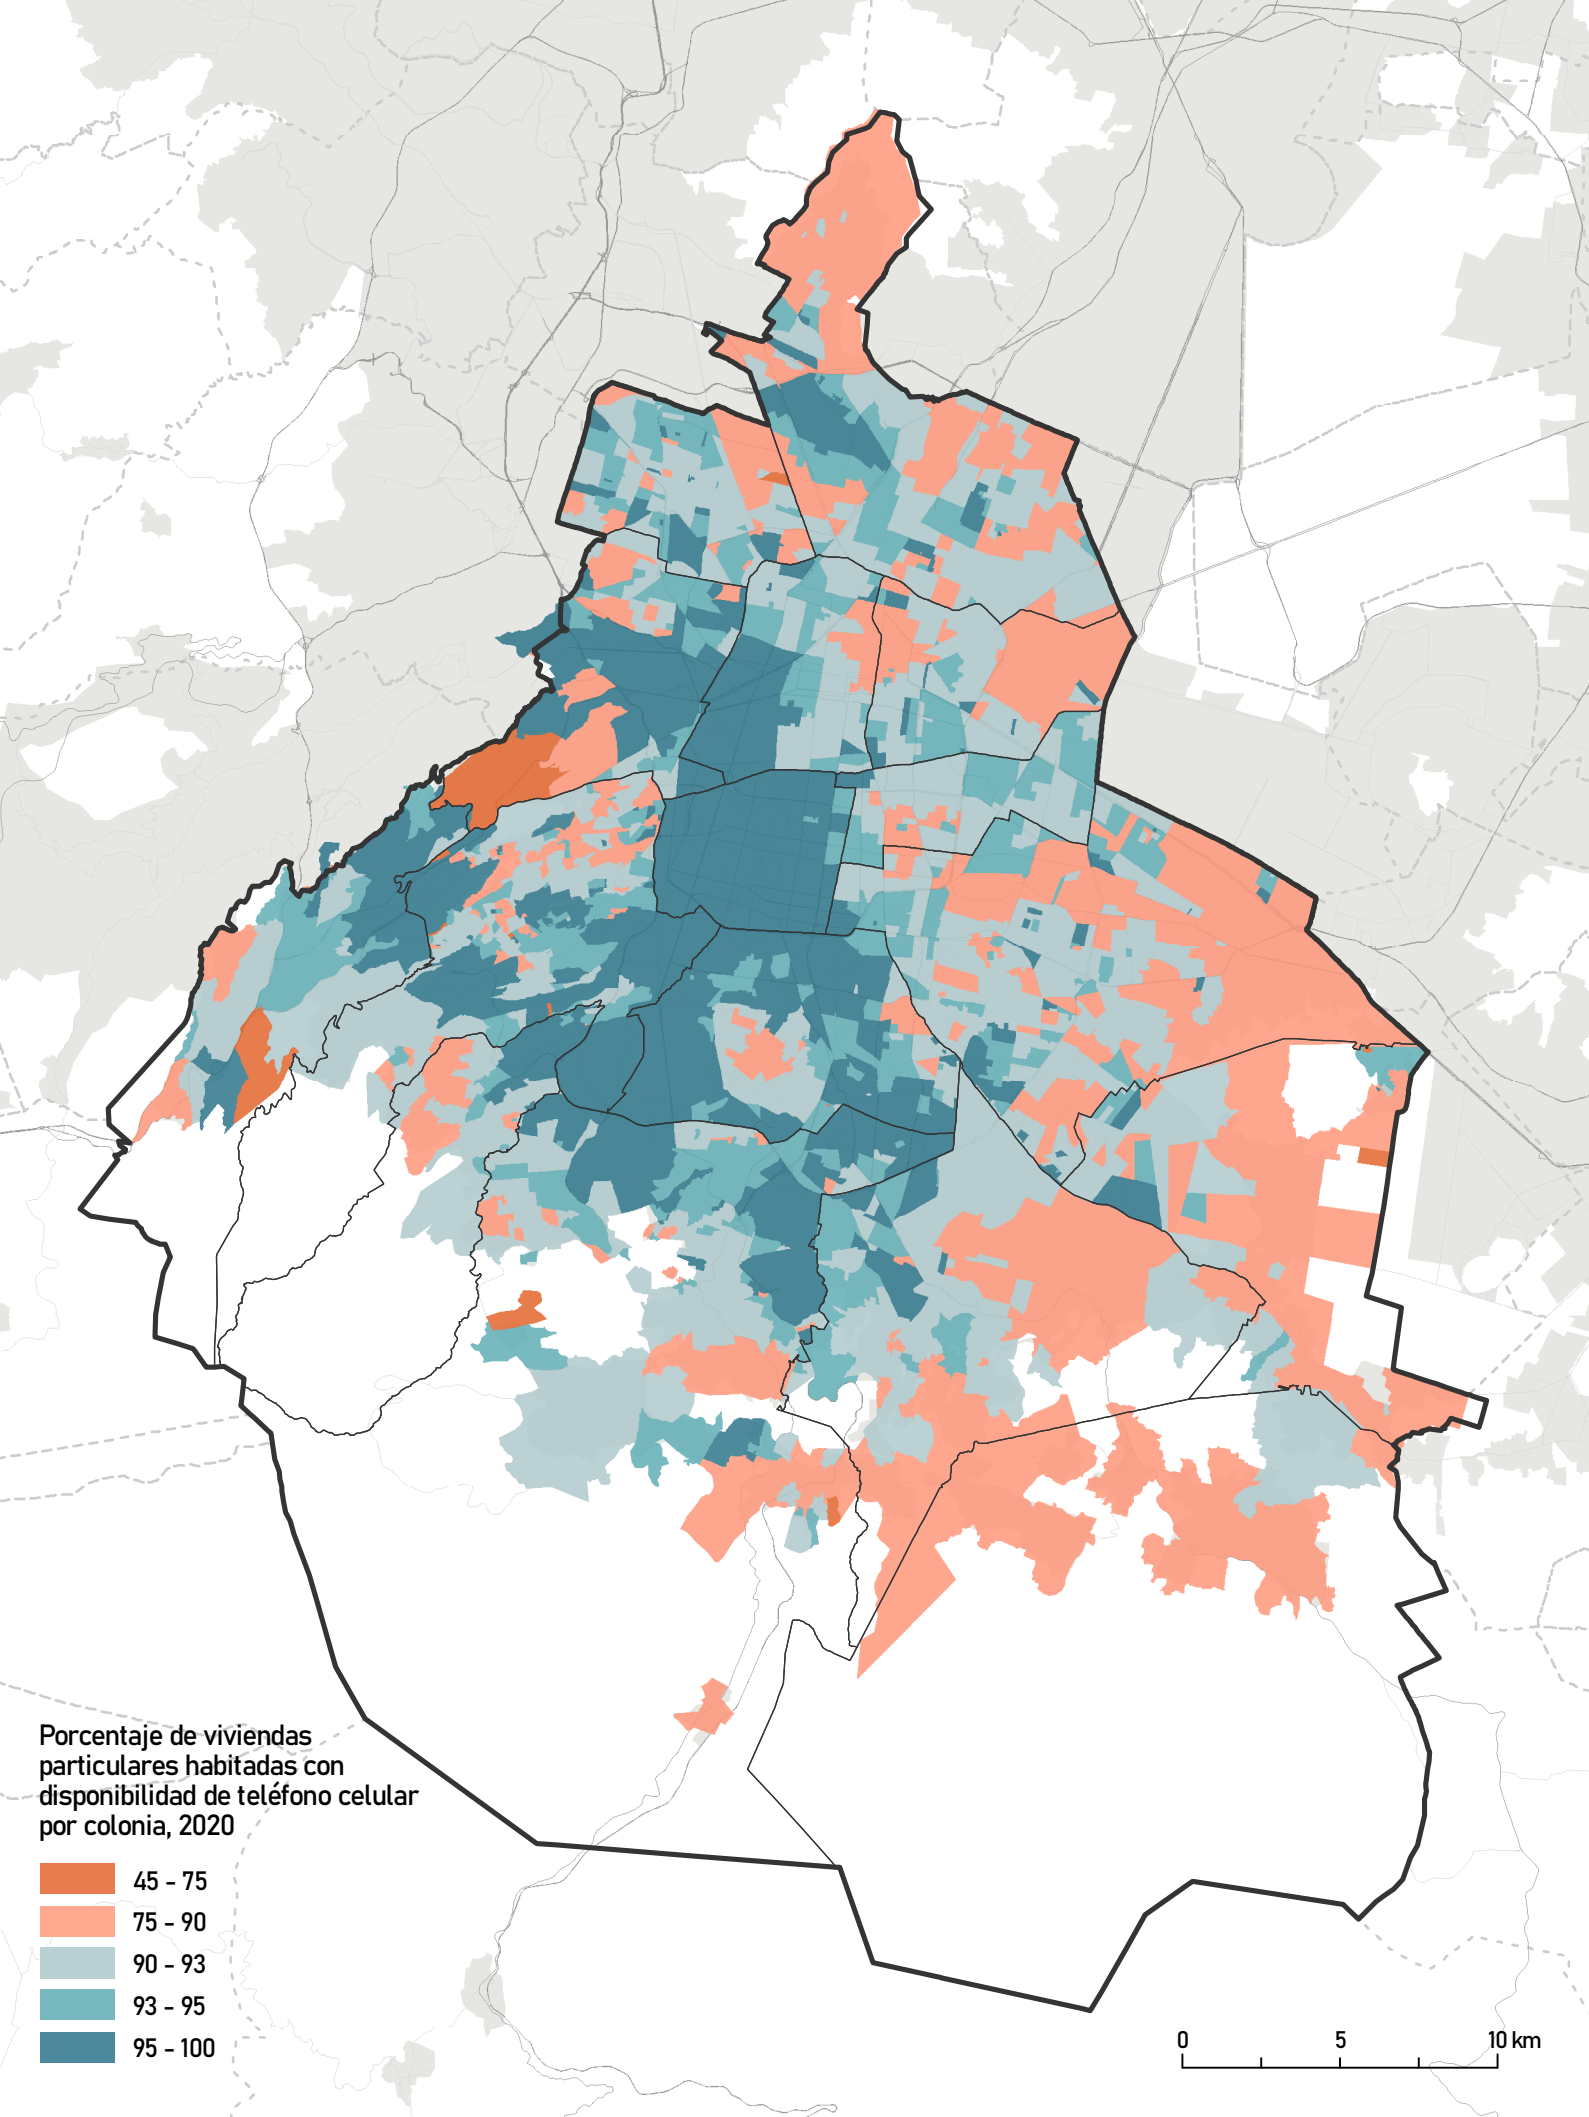 Porcentaje de viviendas
particulares habitadas con
disponibilidad de teléfono celular
por colonia, 2020
45 - 75
75 - 90
90 - 93
93 - 95
95 - 100
0 5 10 km